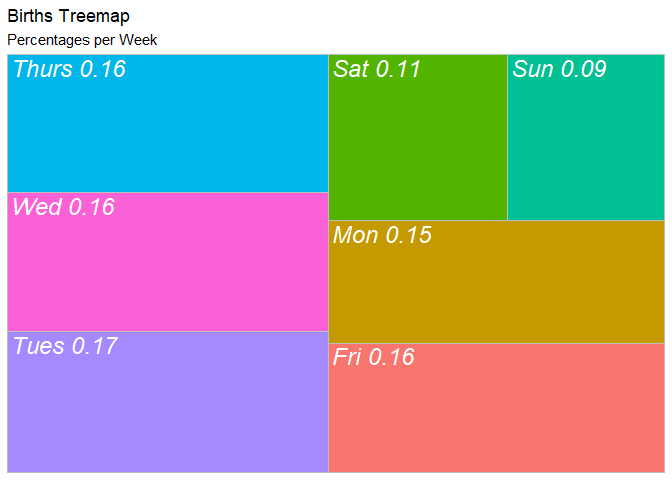 Births Treemap
Percentages per Week
Thurs 0.16
Wed 0.16
Tues 0.17
Sat 0.11
Sun 0.09
Mon 0.15
Fri 0.16